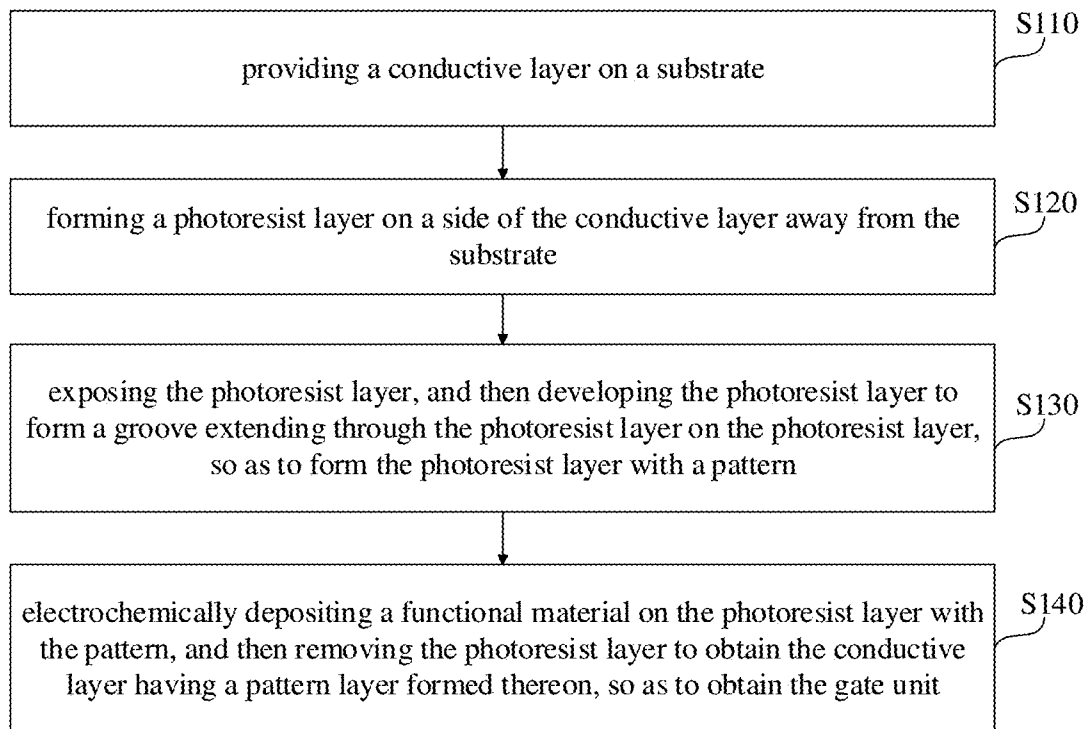 S110
providing a conductive layer on a substrate
S120
forming a photoresist layer on a side of the conductive layer away from the
substrate
S130
exposing the photoresist layer, and then developing the photoresist layer to
form a groove extending through the photoresist layer on the photoresist layer,
so as to form the photoresist layer with a pattern
S140
electrochemically depositing a functional material on the photoresist layer with
the pattern, and then removing the photoresist layer to obtain the conductive
layer having a pattern layer formed thereon, so as to obtain the gate unit